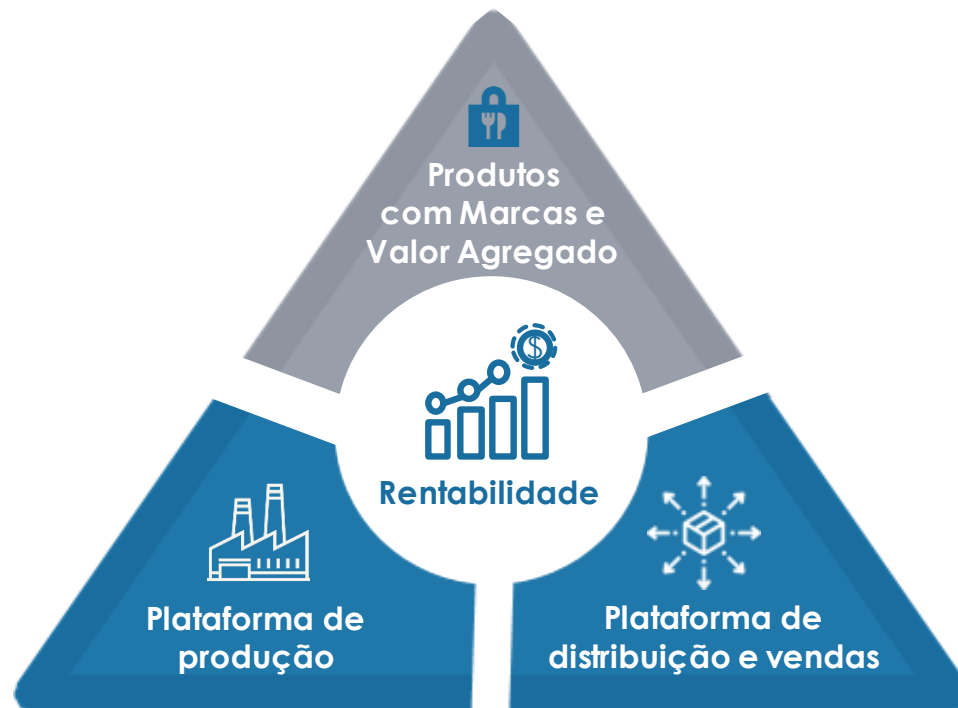 Produtos
com Marcas e
Valor Agregado
$
Rentabilidade
Plataforma de
produção
Plataforma de
distribuição e vendas